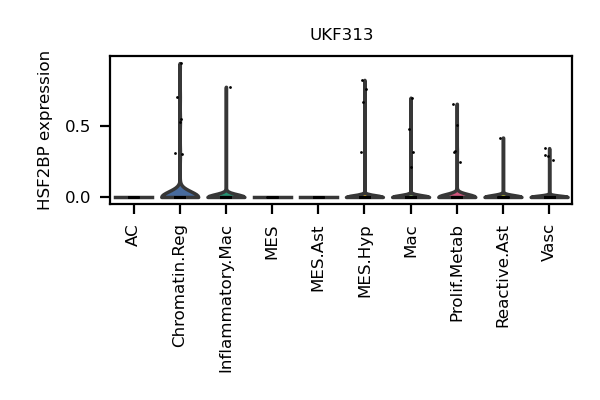 UKF313
HSF2BP expression
0.5
0.0
AC
Chromatin.Reg
Inflammatory.Mac
MES
MES.Ast
MES.Hyp
Mac
Prolif.Metab
Reactive.Ast
Vasc